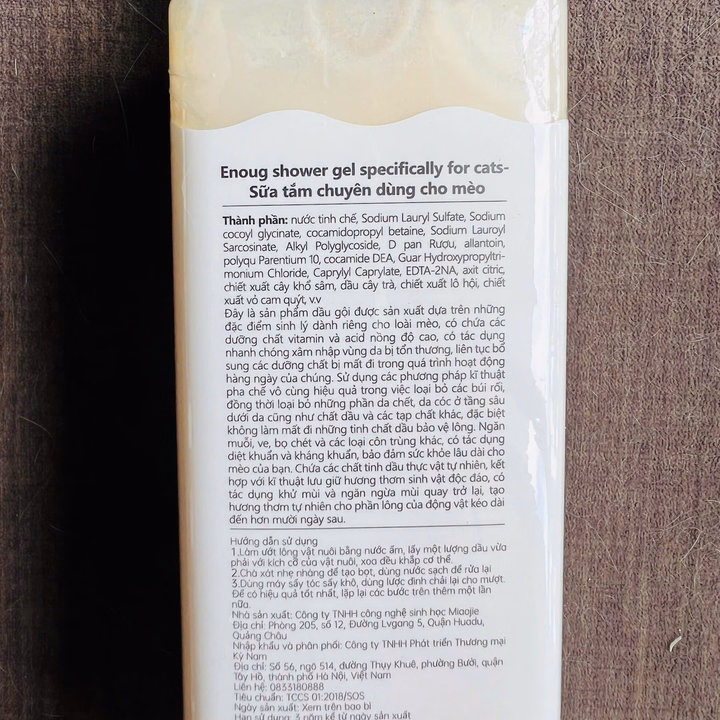 Enoug shower gel specifically for cats-
Sữa tắm chuyên dùng cho mèo
Thành phần: nước tinh chế, Sodium Lauryl Sulfate, Sodium
cocoyl glycinate, cocamidopropyl betaine, Sodium Lauroyl
Sarcosinate, Alkyl Polyglycoside, D pan Rượu, allantoin,
polyqu Parentium 10, cocamide DEA, Guar Hydroxypropyltri-
monium Chloride, Caprylyl Caprylate, EDTA-2NA, axit citric,
chiết xuất cây khổ sâm, dầu cây trà, chiết xuất lô hội, chiết
xuất vỏ cam quýt, v.v
Đây là sản phẩm dầu gội được sản xuất dựa trên những
đặc điểm sinh lý dành riêng cho loài mèo, có chứa các
dưỡng chất vitamin và acid nồng độ cao, có tác dụng
nhanh chóng xâm nhập vùng da bị tổn thương, liên tục bổ
sung các dưỡng chất bị mất đi trong quá trình hoạt động
hàng ngày của chúng. Sử dụng các phương pháp kĩ thuật
pha chế vô cùng hiệu quả trong việc loại bỏ các búi rối,
đồng thời loại bỏ những phần da chết, da cóc ở tầng sâu
dưới da cũng như chất dầu và các tạp chất khác, đặc biệt
không làm mất đi những tinh chất dầu bảo vệ lông. Ngăn
muỗi, ve, bọ chét và các loại côn trùng khác, có tác dụng
diệt khuẩn và kháng khuẩn, bảo đảm sức khỏe lâu dài cho
mèo của bạn. Chứa các chất tinh dầu thực vật tự nhiên, kết
hợp với kĩ thuật lưu giữ hương thơm sinh vật độc đáo, có
tác dụng khử mùi và ngăn ngừa mùi quay trở lại, tạo
hương thơm tự nhiên cho phần lông của động vật kéo dài
đến hơn mười ngày sau.
Hướng dẫn sử dụng
1.Làm ướt lông vật nuôi bằng nước ấm, lấy một lượng dầu vừa
phải với kích cỡ của vật nuôi, xoa đều khắp cơ thể.
2.Chà xát nhẹ nhàng để tạo bọt, dùng nước sạch để rửa lại
3.Dùng máy sấy tóc sấy khô, dùng lược định chải lại cho mượt.
Để có hiệu quả tốt nhất, lặp lại các bước trên thêm một lần
nữa.
Nhà sản xuất: Công ty TNHH công nghệ sinh học Miaojie
Địa chỉ: Phòng 205, số 12, Đường Lvgang 5, Quận Huadu,
Quảng Châu
Nhập khẩu và phân phối: Công ty TNHH Phát triển Thương mại
Kỳ Nam
Địa chỉ: Số 56, ngõ 514, đường Thụy Khuê, phường Bưởi, quận
Tây Hồ, thành phố Hà Nội, Việt Nam
Liên hệ: 0833180888
Tiêu chuẩn: TCCS 01:2018/SOS
Ngày sản xuất: Xem trên bao bì
Hạn sử dụng: 3 năm kể từ ngày sản xuất